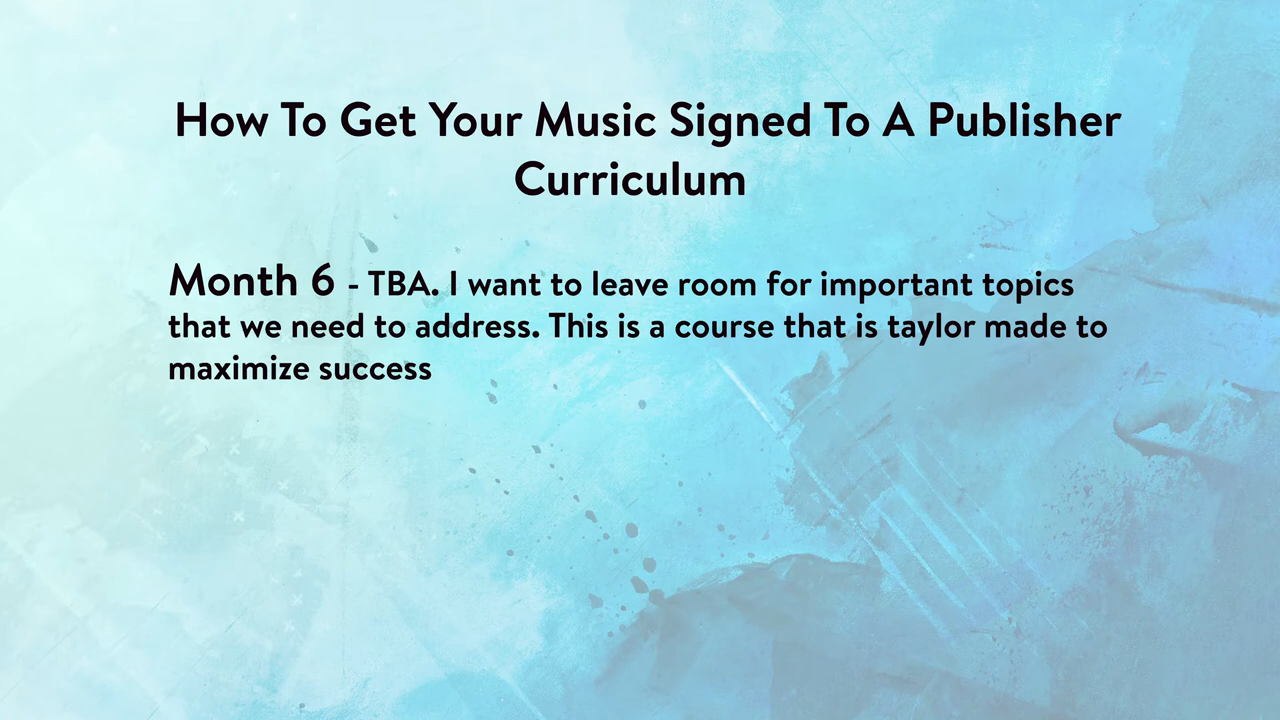 How To Get Your Music Signed To A Publisher
Curriculum
Month 6 - TBA. I want to leave room for important topics
that we need to address. This is a course that is taylor made to
maximize success